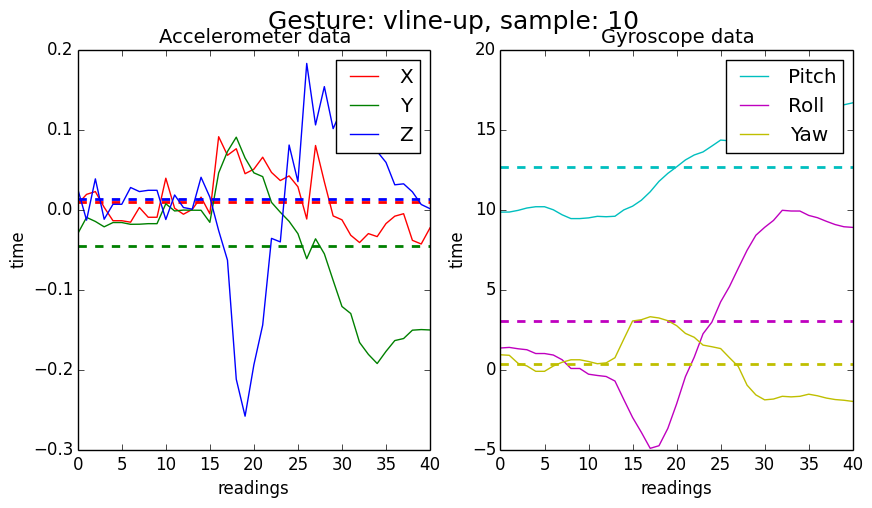 Gesture: vline-up, sample: 10
Accelerometer data
0.2
0.1
0.0
−0.1
−0.2
−0.3
time
0 5 10 15 20 25 30 35 40
readings
X
Y
Z
Gyroscope data
20
15
10
5
0
−5
time
0 5 10 15 20 25 30 35 40
readings
Pitch
Roll
Yaw